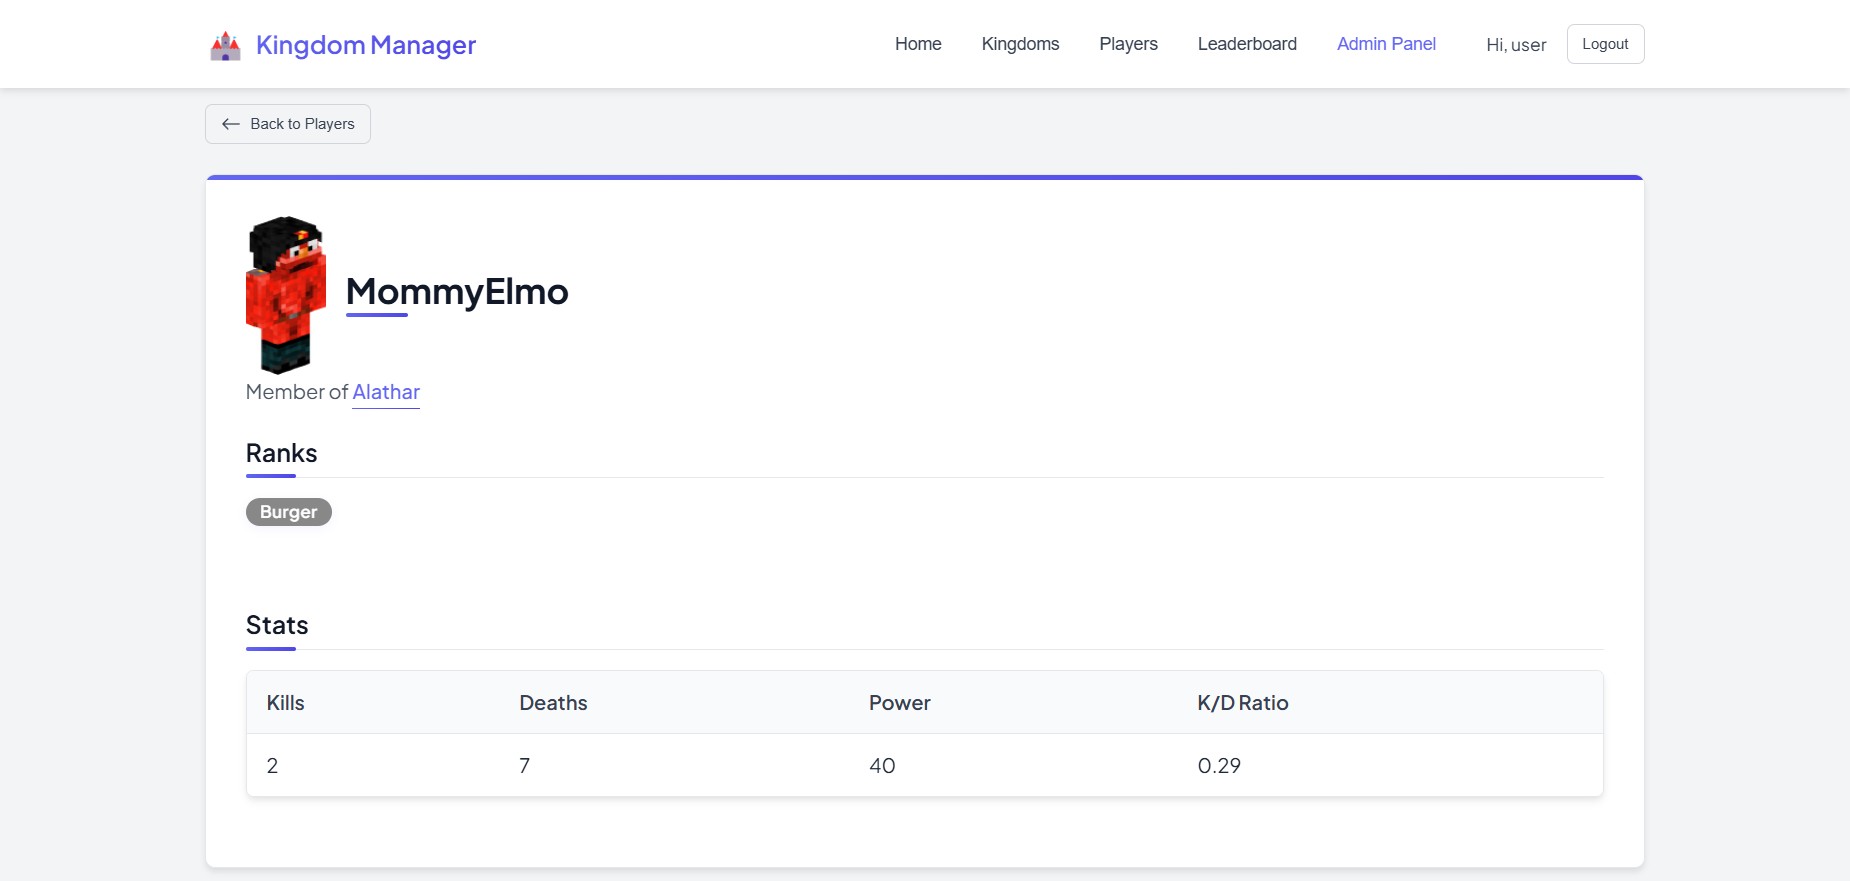 Kingdom Manager
Home Kingdoms Players Leaderboard Admin Panel Hi, user Logout
Back to Players
MommyElmo
Member of Alathar
Ranks
Burger
Stats
Kills Deaths Power K/D Ratio
2 7 40 0.29